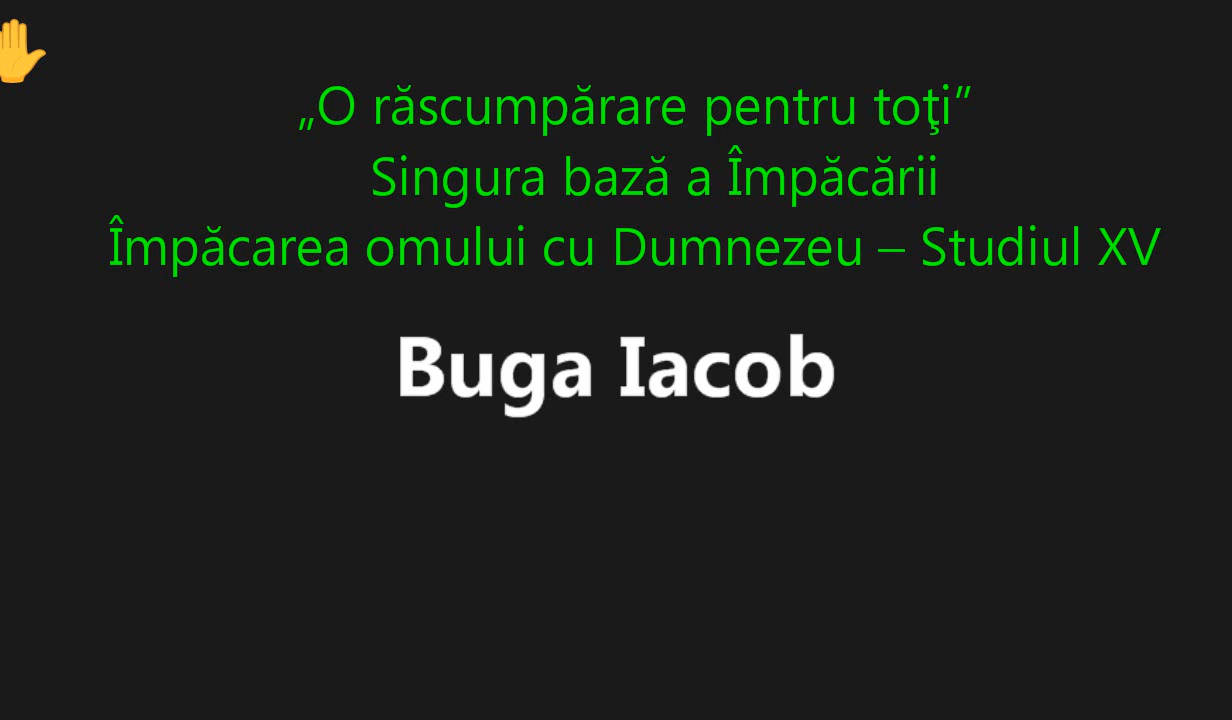 „O răscumpărare pentru toţi”
Singura bază a Împăcării
Împăcarea omului cu Dumnezeu – Studiul XV
Buga Iacob